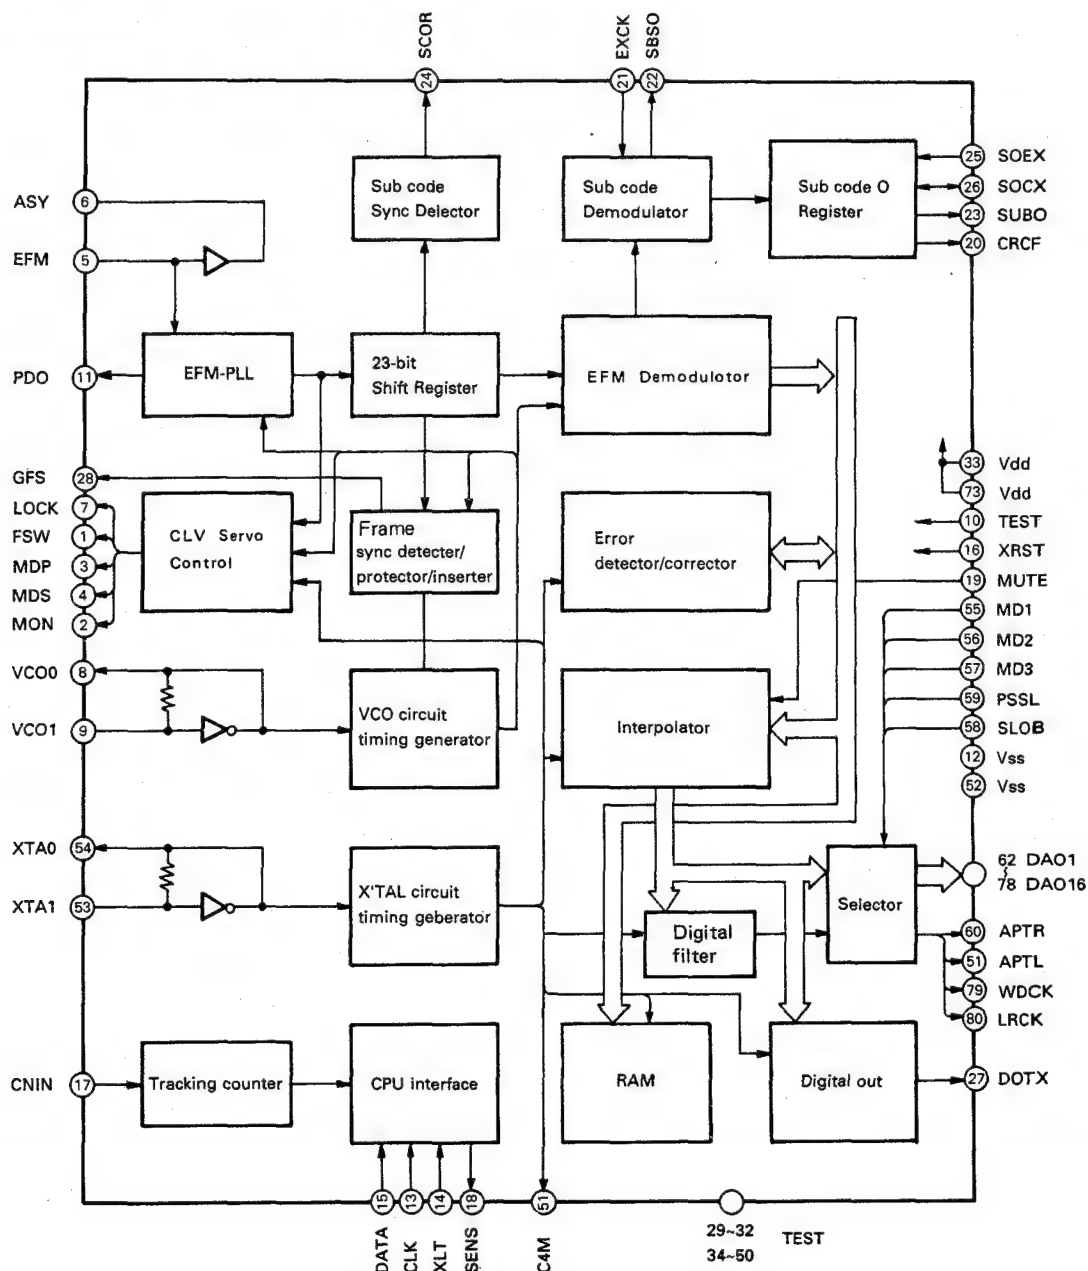 SCOR
EXCK
SBSO
24
21
22
ASY
6
EFM
5
Sub code
Sync Delector
Sub code
Demodulator
Sub code O
Register
25 SOEX
26 SOCX
23 SUBO
20 CRCF
PDO
11
EFM-PLL
23-bit
Shift Register
EFM Demodulotor
GFS
28
LOCK
7
FSW
1
MDP
3
MDS
4
MON
2
CLV Servo
Control
Frame
sync detecter/
protector/inserter
Error
detector/corrector
33 Vdd
73 Vdd
10 TEST
16 XRST
19 MUTE
55 MD1
56 MD2
57 MD3
59 PSSL
58 SLOB
12 Vss
52 Vss
VCO0
8
VCO1
9
VCO circuit
timing generator
Interpolator
XTA0
54
XTA1
53
X'TAL circuit
timing geberator
Digital
filter
Selector
62 DAO1
78 DAO16
60 APTR
51 APTL
79 WDCK
80 LRCK
CNIN
17
Tracking counter
CPU interface
RAM
Digital out
27 DOTX
15
13
14
18
51
DATA
CLK
XLT
SENS
C4M
29~32
34~50
TEST